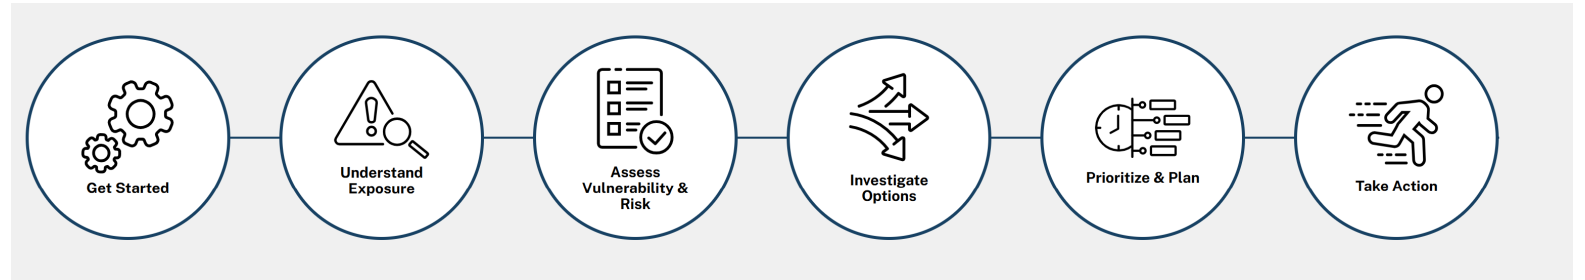 Get Started
Understand
Exposure
Assess
Vulnerability &
Risk
Investigate
Options
Prioritize & Plan
Take Action